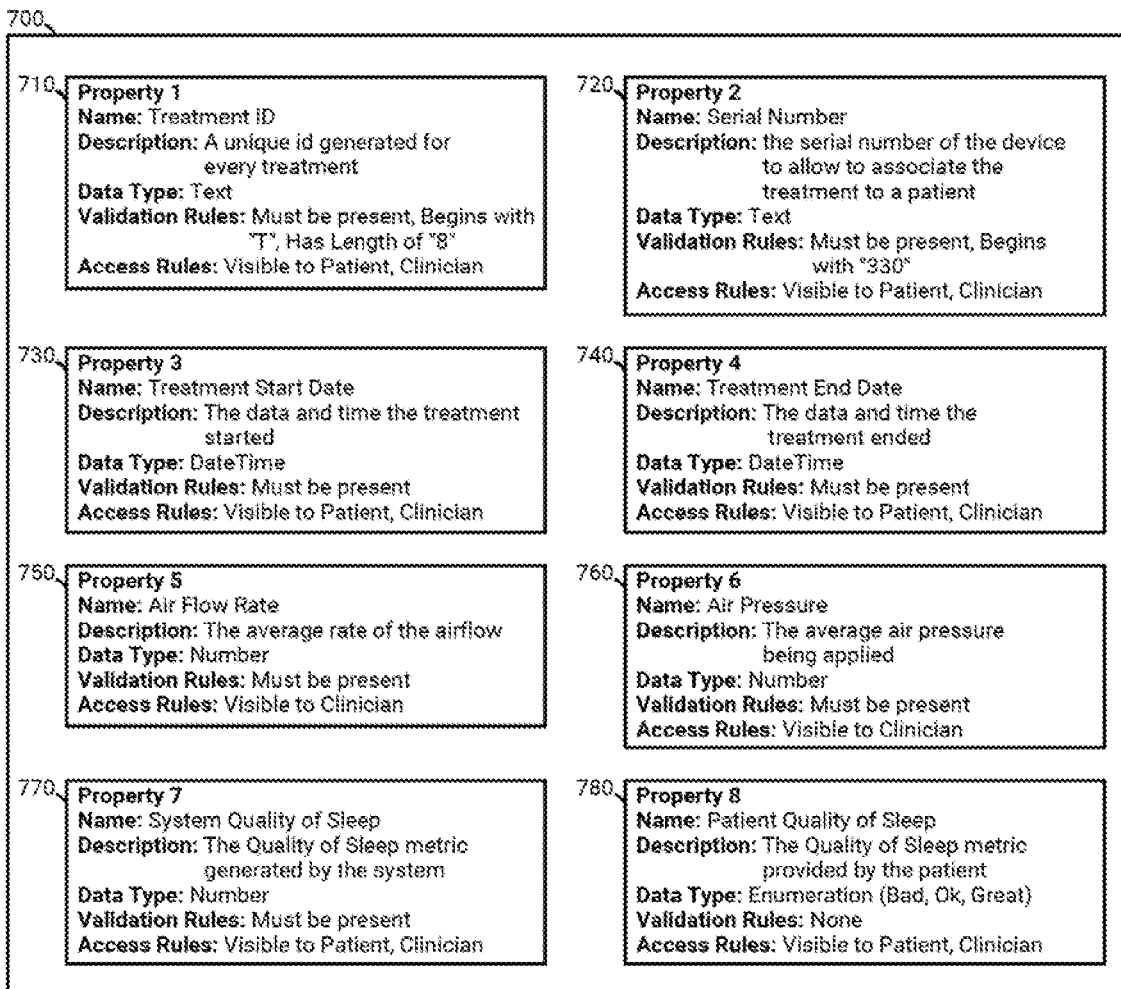 700
710
Property 1
Name: Treatment ID
Description: A unique id generated for
every treatment
Data Type: Text
Validation Rules: Must be present, Begins with
"T", Has Length of "8"
Access Rules: Visible to Patient, Clinician
720
Property 2
Name: Serial Number
Description: the serial number of the device
to allow to associate the
treatment to a patient
Data Type: Text
Validation Rules: Must be present, Begins
with "330"
Access Rules: Visible to Patient, Clinician
730
Property 3
Name: Treatment Start Date
Description: The data and time the treatment
started
Data Type: DateTime
Validation Rules: Must be present
Access Rules: Visible to Patient, Clinician
740
Property 4
Name: Treatment End Date
Description: The data and time the
treatment ended
Data Type: DateTime
Validation Rules: Must be present
Access Rules: Visible to Patient, Clinician
750
Property 5
Name: Air Flow Rate
Description: The average rate of the airflow
Data Type: Number
Validation Rules: Must be present
Access Rules: Visible to Clinician
760
Property 6
Name: Air Pressure
Description: The average air pressure
being applied
Data Type: Number
Validation Rules: Must be present
Access Rules: Visible to Clinician
770
Property 7
Name: System Quality of Sleep
Description: The Quality of Sleep metric
generated by the system
Data Type: Number
Validation Rules: Must be present
Access Rules: Visible to Patient, Clinician
780
Property 8
Name: Patient Quality of Sleep
Description: The Quality of Sleep metric
provided by the patient
Data Type: Enumeration (Bad, Ok, Great)
Validation Rules: None
Access Rules: Visible to Patient, Clinician